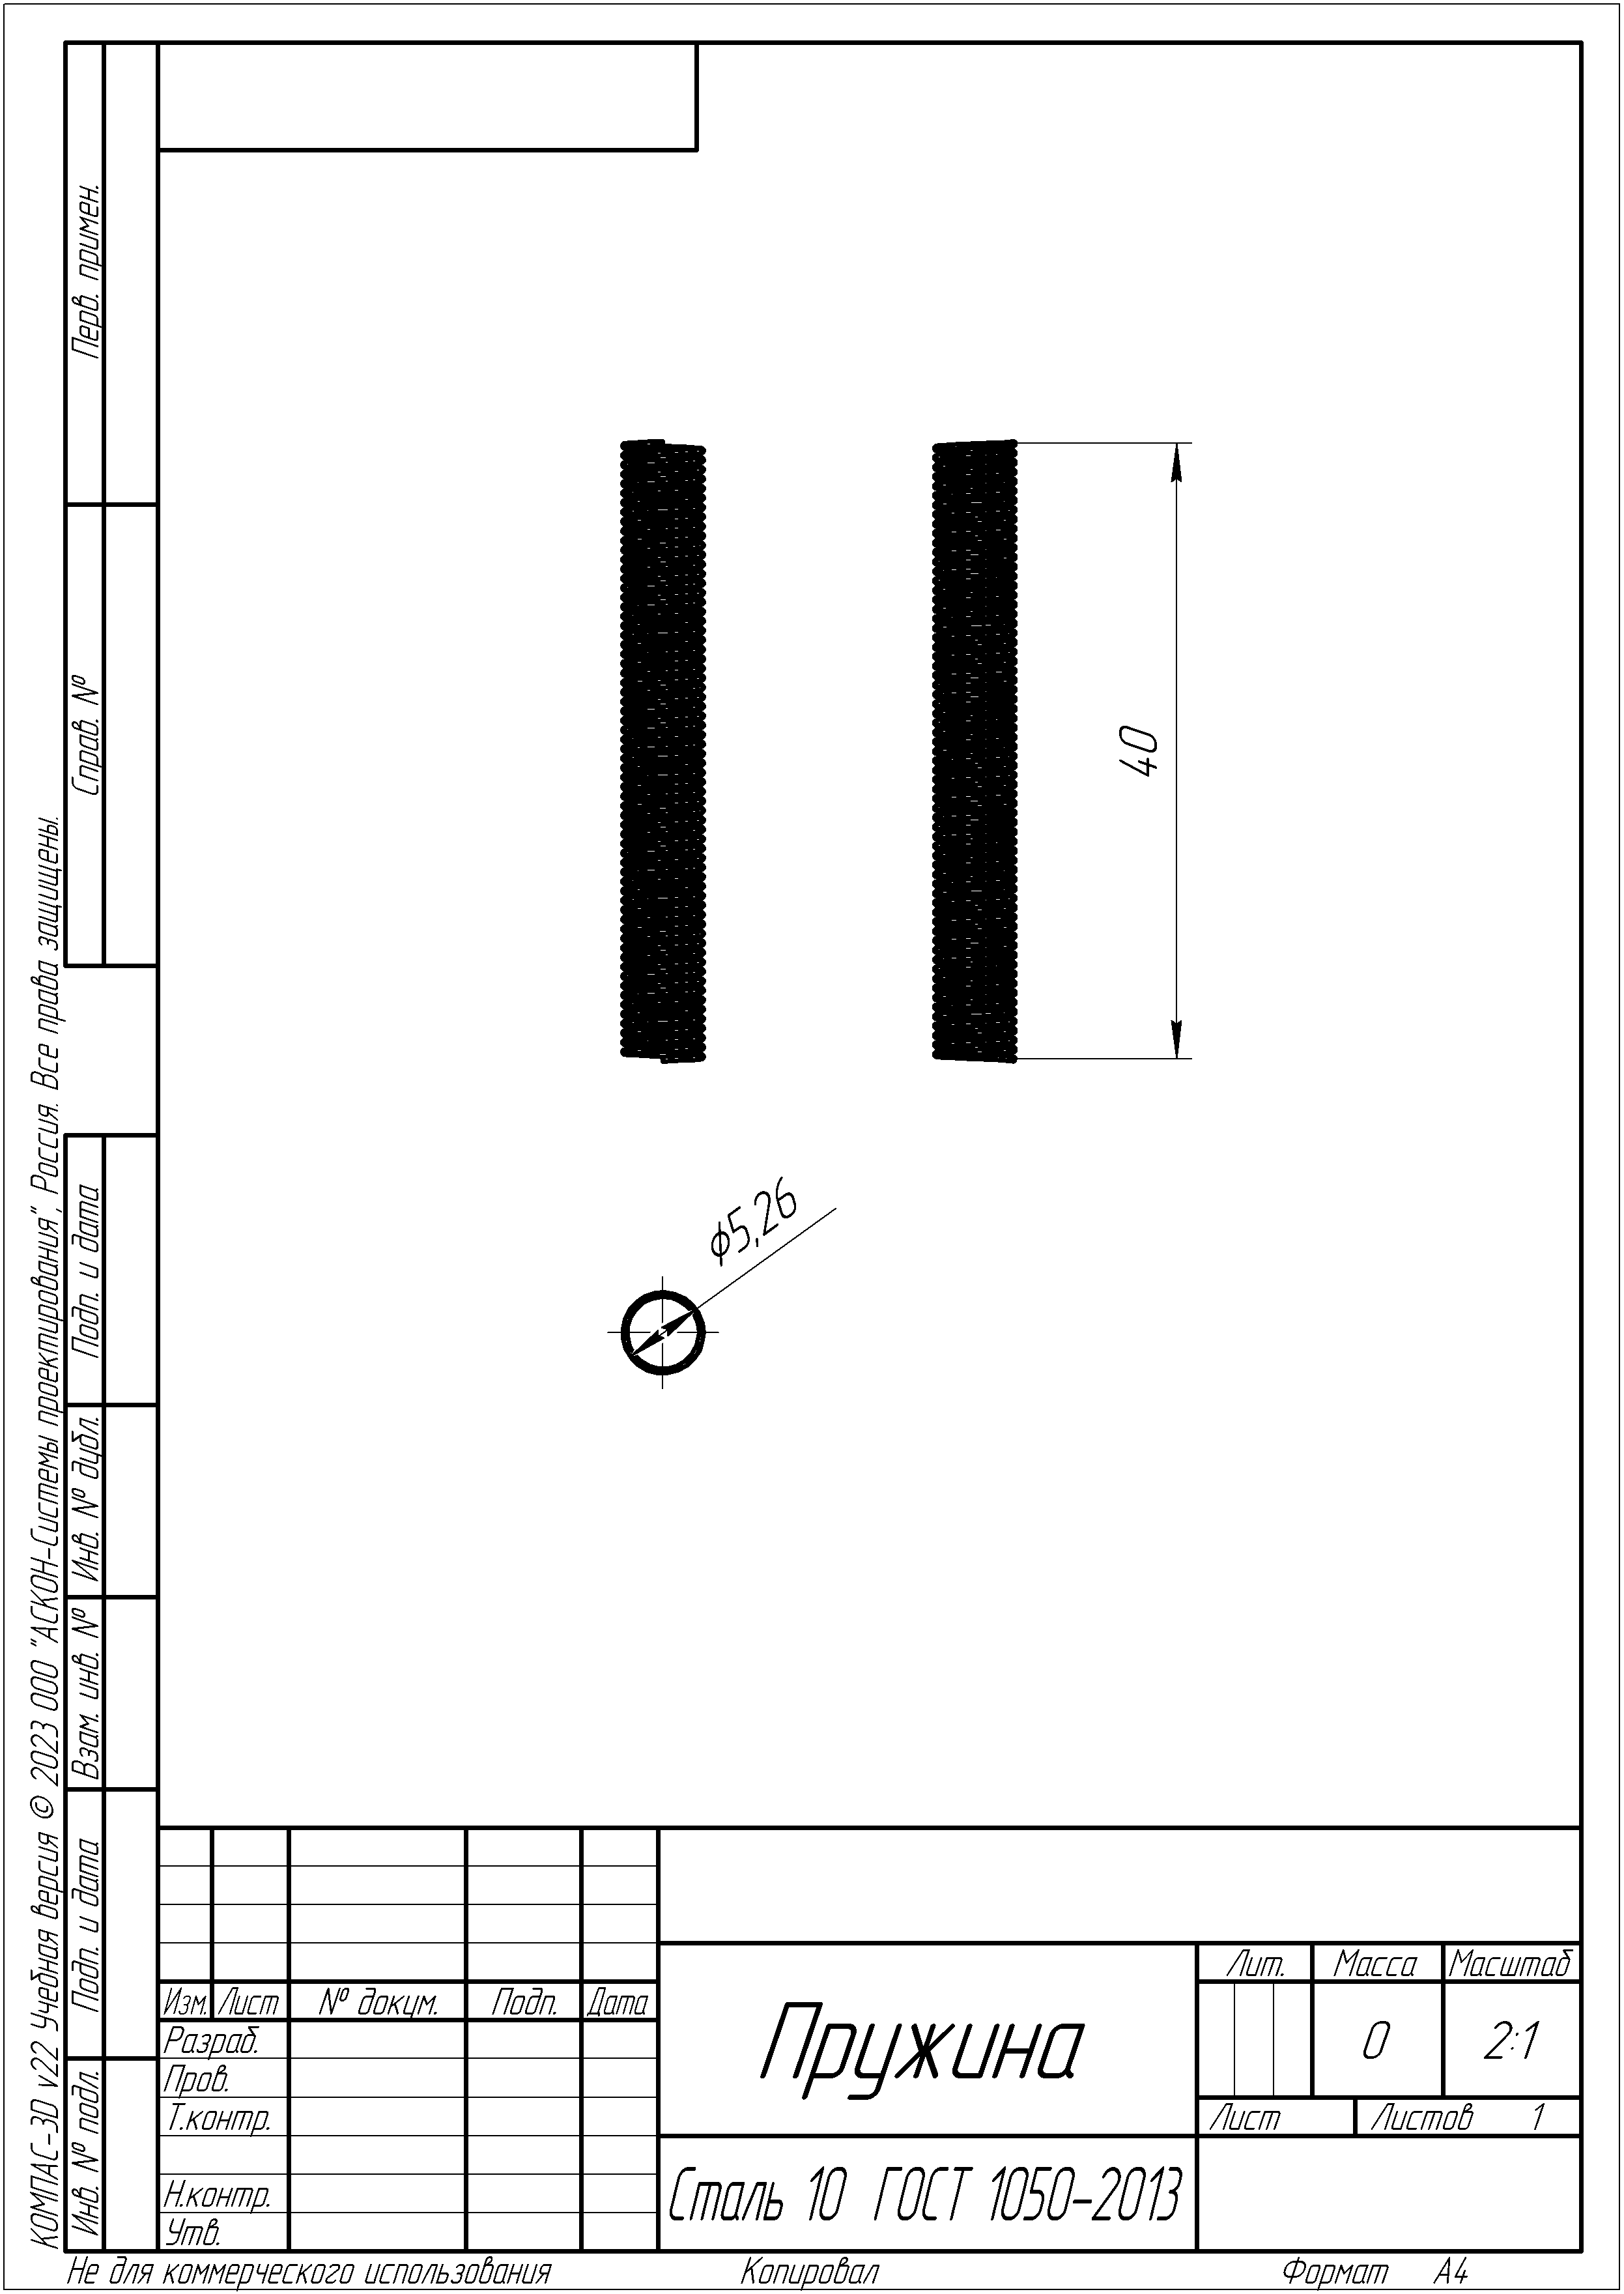 Перв. примен.
Справ. №
40
⌀5,26
Подп. и дата
Инв. № дубл.
Взам. инв. №
Подп. и дата
Инв. № подл.
КОМПАС-3D v22 Учебная версия © 2023 ООО "АСКОН-Системы проектирования", Россия. Все права защищены.
Изм. Лист № докум. Подп. Дата
Разраб.
Пров.
Т.контр.
Н.контр.
Утв.
Пружина
Сталь 10 ГОСТ 1050-2013
Лит. Масса Масштаб
0 2:1
Лист Листов 1
Не для коммерческого использования Копировал Формат А4